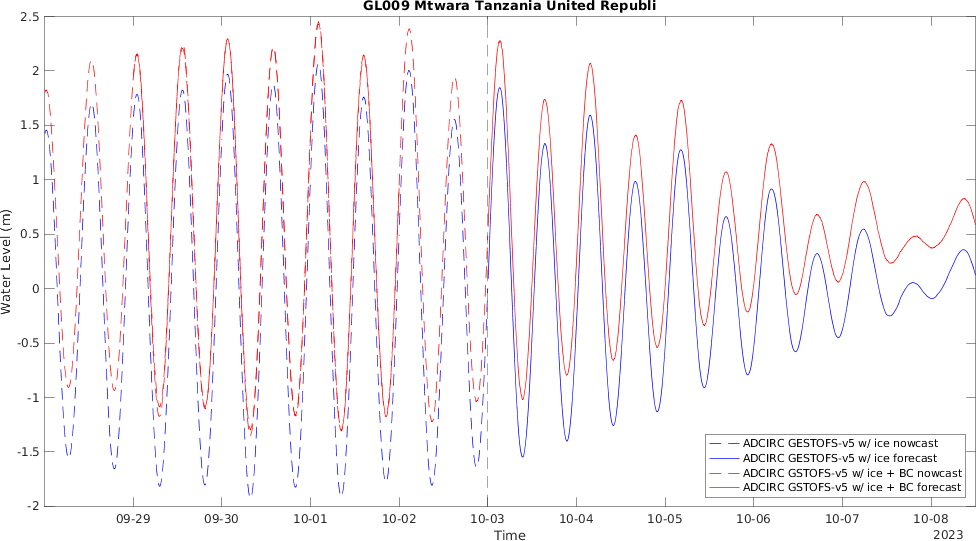 GL009 Mtwara Tanzania United Republi
2.5
2
1.5
1
0.5
0
-0.5
-1
-1.5
-2
Water Level (m)
09-29 09-30 10-01 10-02 10-03 10-04 10-05 10-06 10-07 10-08
Time
2023
ADCIRC GESTOFS-v5 w/ ice nowcast
ADCIRC GESTOFS-v5 w/ ice forecast
ADCIRC GSTOFS-v5 w/ ice + BC nowcast
ADCIRC GSTOFS-v5 w/ ice + BC forecast